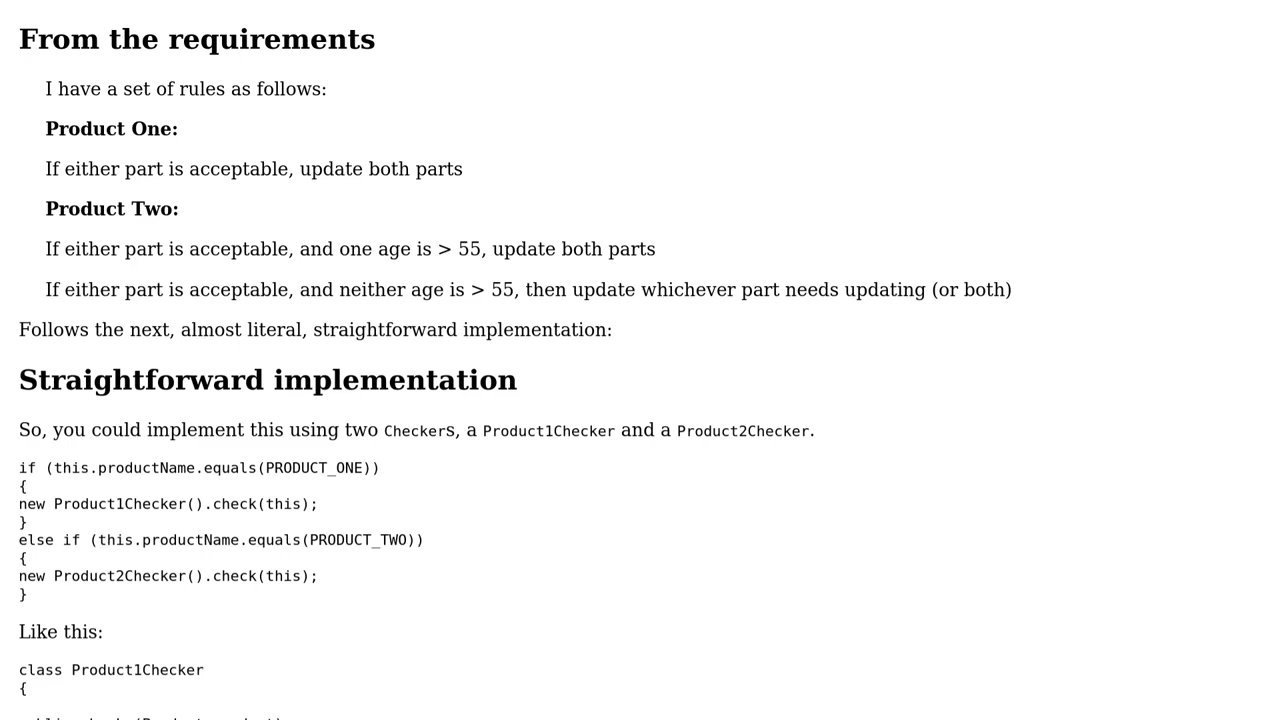 From the requirements
I have a set of rules as follows:
Product One:
If either part is acceptable, update both parts
Product Two:
If either part is acceptable, and one age is > 55, update both parts
If either part is acceptable, and neither age is > 55, then update whichever part needs updating (or both)
Follows the next, almost literal, straightforward implementation:
Straightforward implementation
So, you could implement this using two Checkers, a Product1Checker and a Product2Checker.
if (this.productName.equals(PRODUCT_ONE))
{
new Product1Checker().check(this);
}
else if (this.productName.equals(PRODUCT_TWO))
{
new Product2Checker().check(this);
}
Like this:
class Product1Checker
{